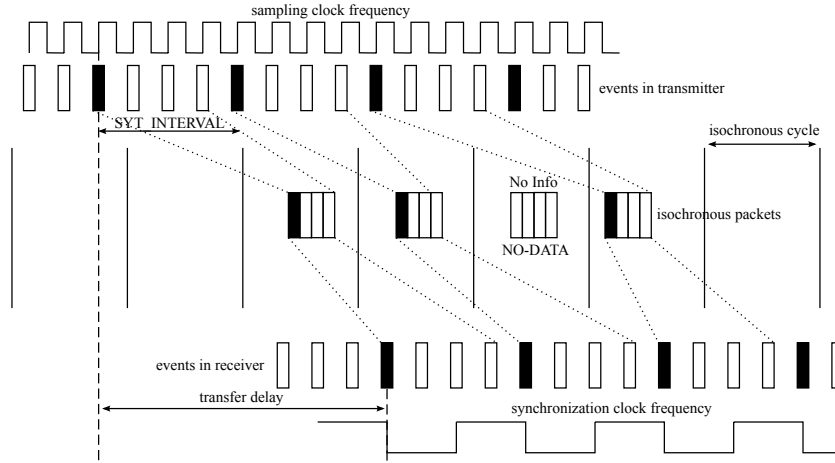 sampling clock frequency
events in transmitter
SYT_INTERVAL
isochronous cycle
No Info
isochronous packets
NO-DATA
events in receiver
transfer delay
synchronization clock frequency